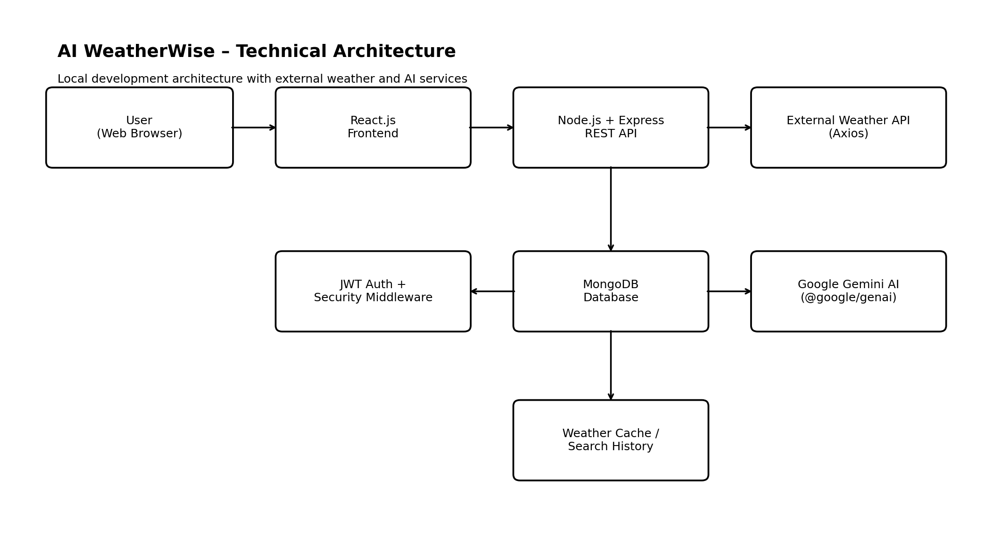 AI WeatherWise – Technical Architecture
Local development architecture with external weather and AI services
User
(Web Browser)
React.js
Frontend
Node.js + Express
REST API
External Weather API
(Axios)
JWT Auth +
Security Middleware
MongoDB
Database
Google Gemini AI
(@google/genai)
Weather Cache /
Search History